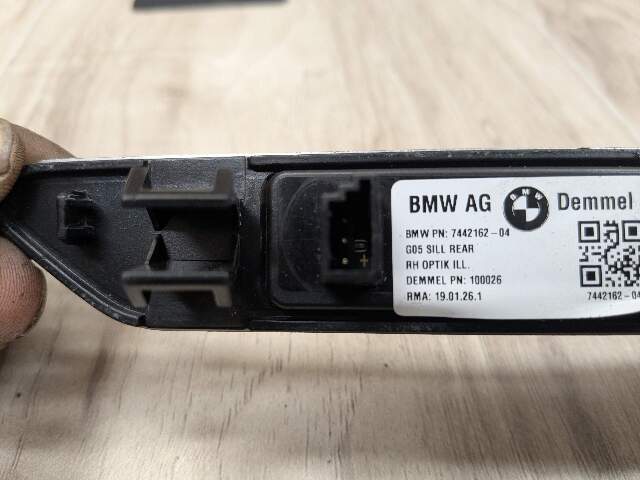 BMW AG BMW Demmel
BMW PN: 7442162-04
G05 SILL REAR
RH OPTIK ILL.
DEMMEL PN: 100026
RMA: 19.01.26.1
7442162-04